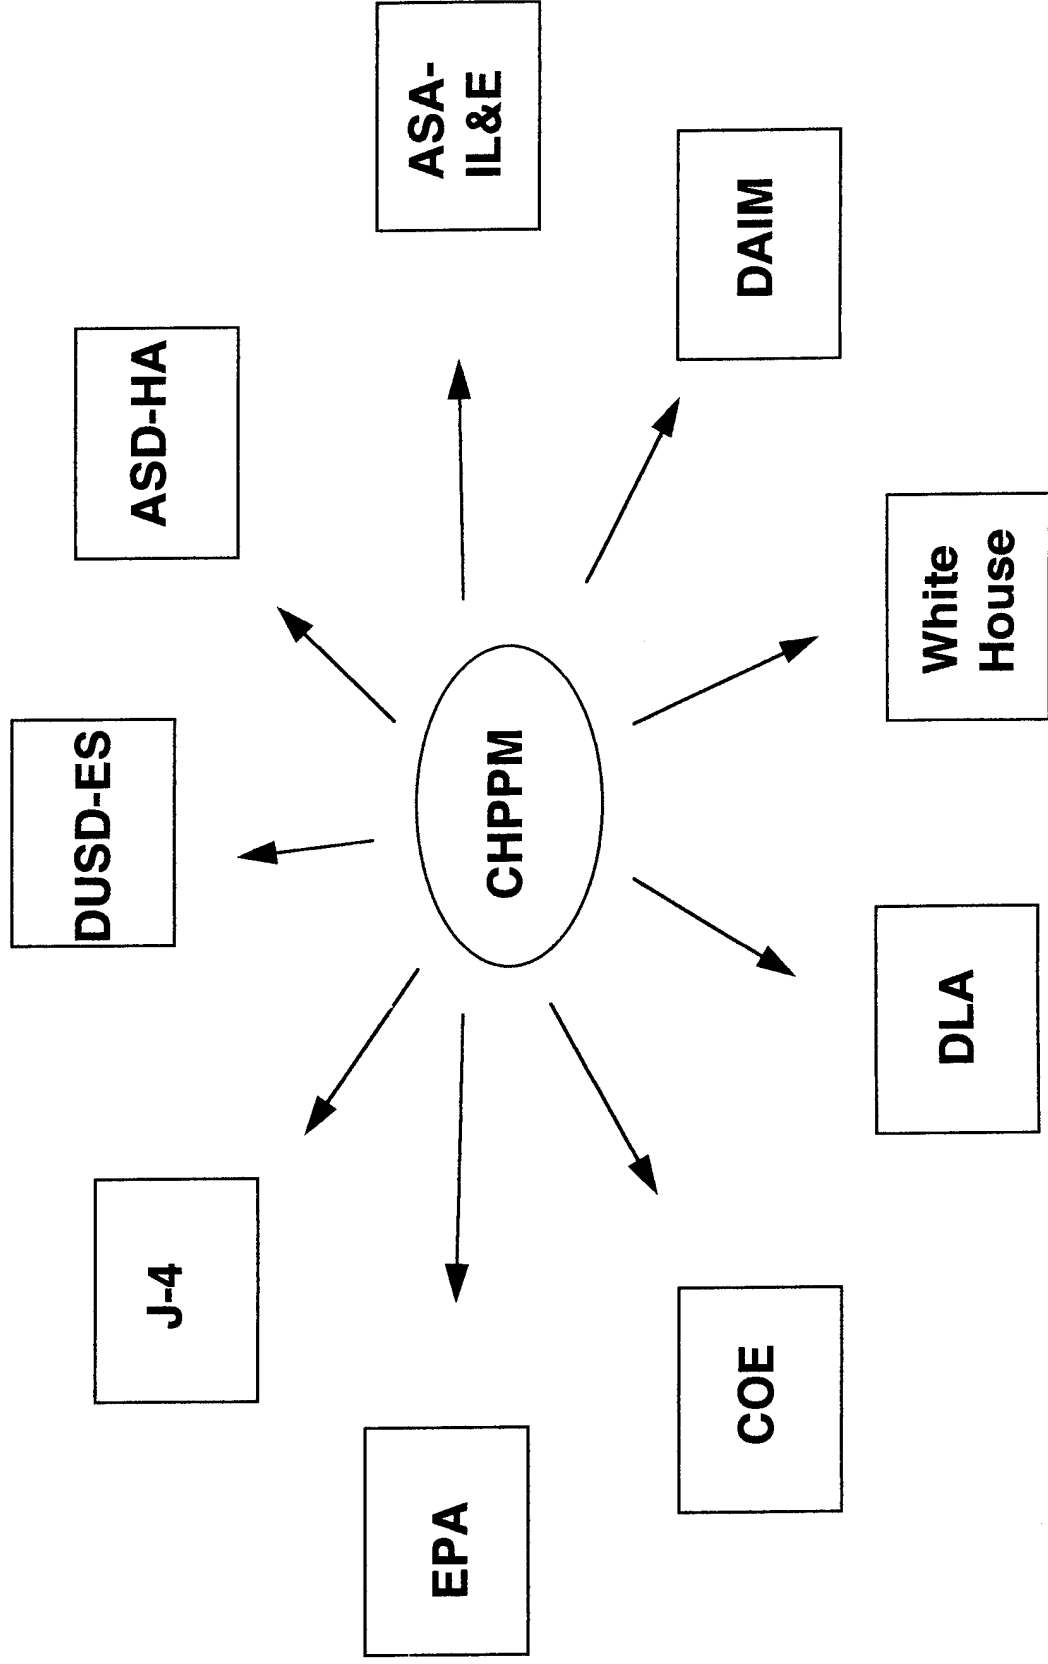 DUSD-ES
J-4
ASD-HA
EPA
CHPPM
ASA-
IL&E
COE
DAIM
DLA
White
House